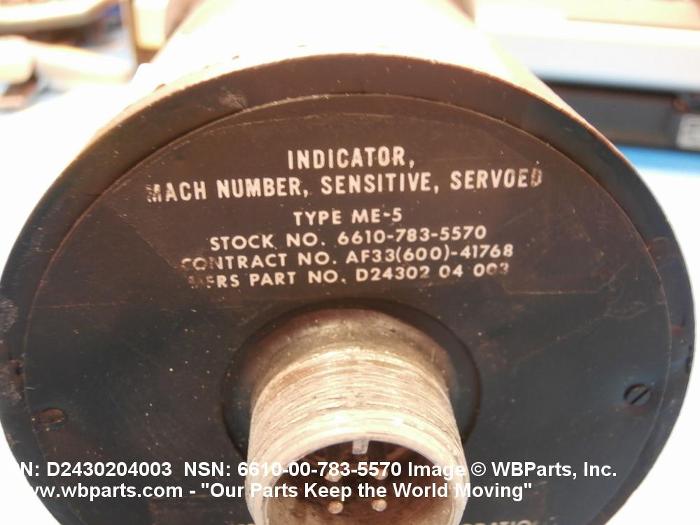 INDICATOR,
MACH NUMBER, SENSITIVE, SERVOED
TYPE ME-5
STOCK NO. 6610-783-5570
CONTRACT NO. AF33(600)-41768
MFRS PART NO. D24302 04 003
N: D2430204003 NSN: 6610-00-783-5570 Image © WBParts, Inc.
www.wbparts.com - "Our Parts Keep the World Moving"